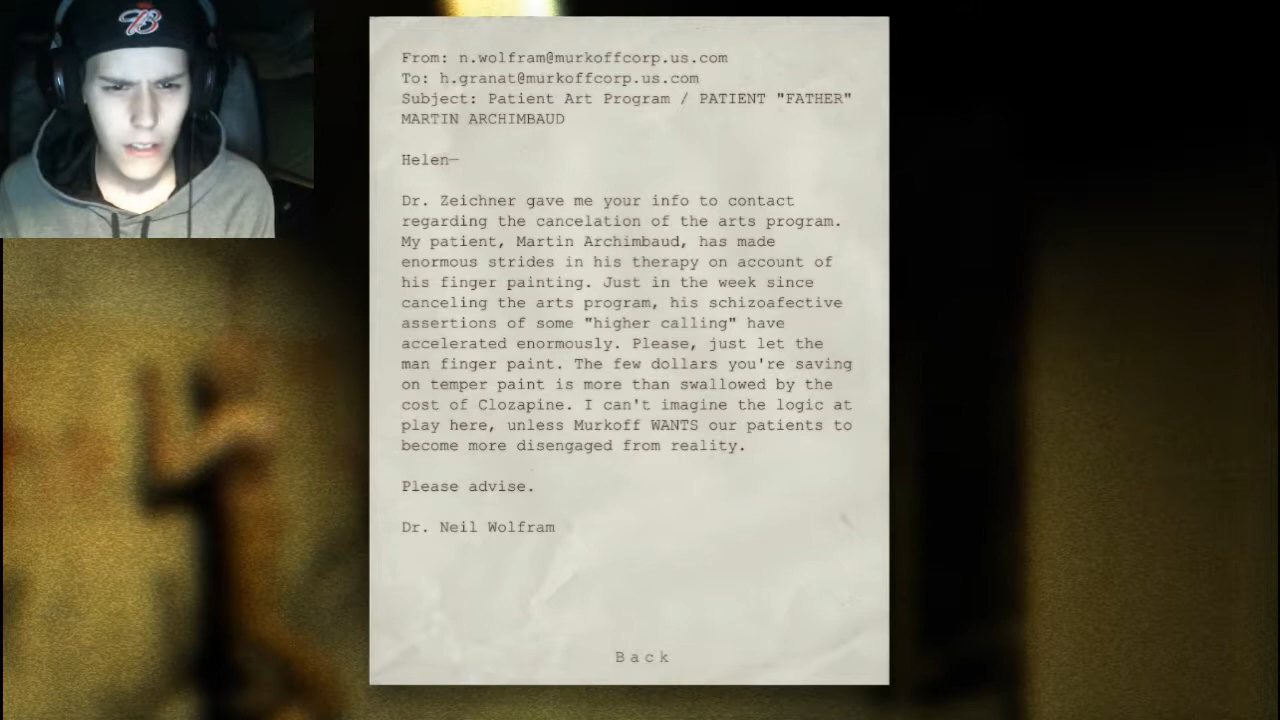 From: n.wolfram@murkoffcorp.us.com
To: h.granat@murkoffcorp.us.com
Subject: Patient Art Program / PATIENT "FATHER"
MARTIN ARCHIMBAUD
Helen—
Dr. Zeichner gave me your info to contact
regarding the cancelation of the arts program.
My patient, Martin Archimbaud, has made
enormous strides in his therapy on account of
his finger painting. Just in the week since
canceling the arts program, his schizoafective
assertions of some "higher calling" have
accelerated enormously. Please, just let the
man finger paint. The few dollars you're saving
on temper paint is more than swallowed by the
cost of Clozapine. I can't imagine the logic at
play here, unless Murkoff WANTS our patients to
become more disengaged from reality.
Please advise.
Dr. Neil Wolfram
Back